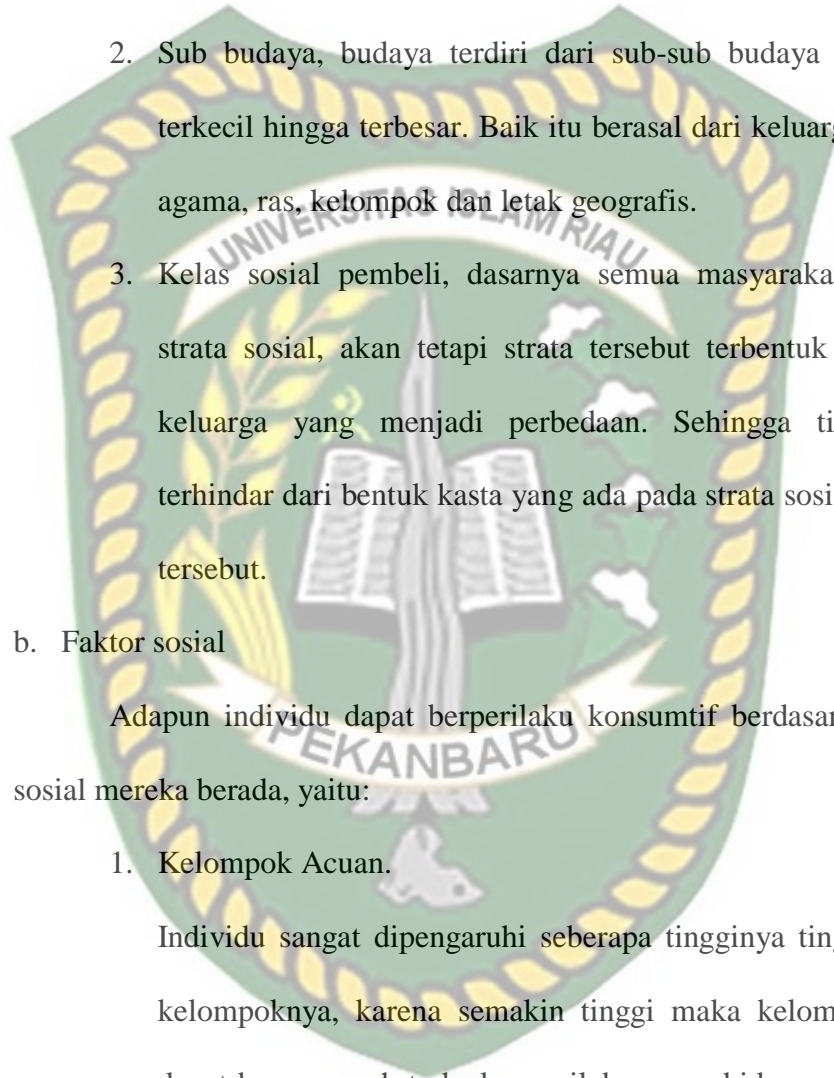 2. Sub budaya, budaya terdiri dari sub-sub budaya
terkecil hingga terbesar. Baik itu berasal dari keluarg
agama, ras, kelompok dan letak geografis.
UNIVERSITAS ISLAM RIAU
3. Kelas sosial pembeli, dasarnya semua masyaraka
strata sosial, akan tetapi strata tersebut terbentuk
keluarga yang menjadi perbedaan. Sehingga ti
terhindar dari bentuk kasta yang ada pada strata sosi
tersebut.
b. Faktor sosial
Adapun individu dapat berperilaku konsumtif berdasar
PEKANBARU
sosial mereka berada, yaitu:
1. Kelompok Acuan.
Individu sangat dipengaruhi seberapa tingginya ting
kelompoknya, karena semakin tinggi maka kelom